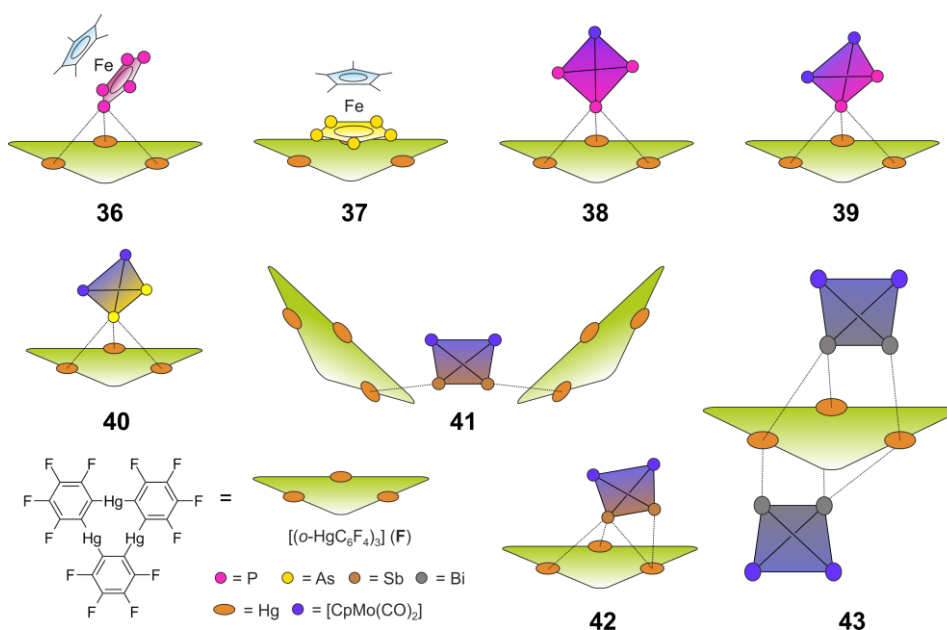 Fe
Fe
36
37
38
39
40
41
42
43
F
F
F
F
F
F
F
F
F
F
F
F
Hg
Hg
Hg
=
[(o-HgC₆F₄)₃] (F)
= P
= As
= Sb
= Bi
= Hg
= [CpMo(CO)₂]